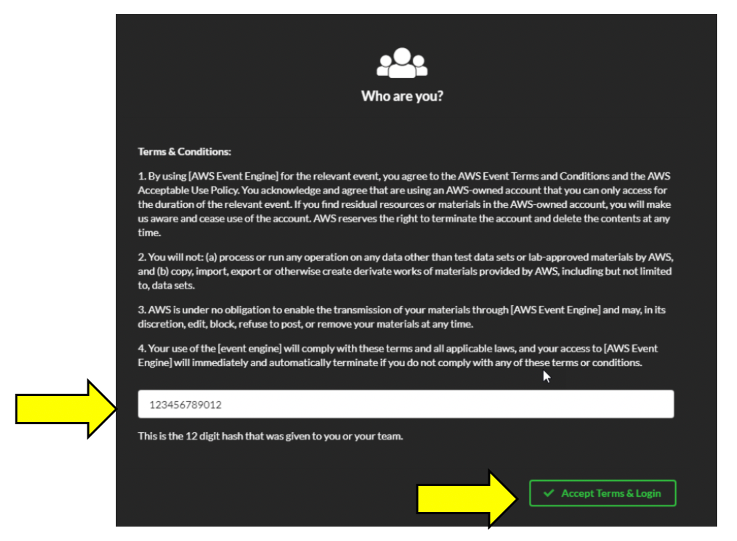 Who are you?
Terms & Conditions:
1. By using [AWS Event Engine] for the relevant event, you agree to the AWS Event Terms and Conditions and the AWS
Acceptable Use Policy. You acknowledge and agree that are using an AWS-owned account that you can only access for
the duration of the relevant event. If you find residual resources or materials in the AWS-owned account, you will make
us aware and cease use of the account. AWS reserves the right to terminate the account and delete the contents at any
time.
2. You will not: (a) process or run any operation on any data other than test data sets or lab-approved materials by AWS,
and (b) copy, import, export or otherwise create derivate works of materials provided by AWS, including but not limited
to, data sets.
3. AWS is under no obligation to enable the transmission of your materials through [AWS Event Engine] and may, in its
discretion, edit, block, refuse to post, or remove your materials at any time.
4. Your use of the [event engine] will comply with these terms and all applicable laws, and your access to [AWS Event
Engine] will immediately and automatically terminate if you do not comply with any of these terms or conditions.
123456789012
This is the 12 digit hash that was given to you or your team.
Accept Terms & Login